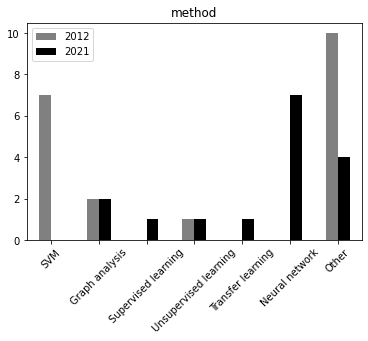 method
10
8
6
4
2
0
2012
2021
SVM
Graph analysis
Supervised learning
Unsupervised learning
Transfer learning
Neural network
Other